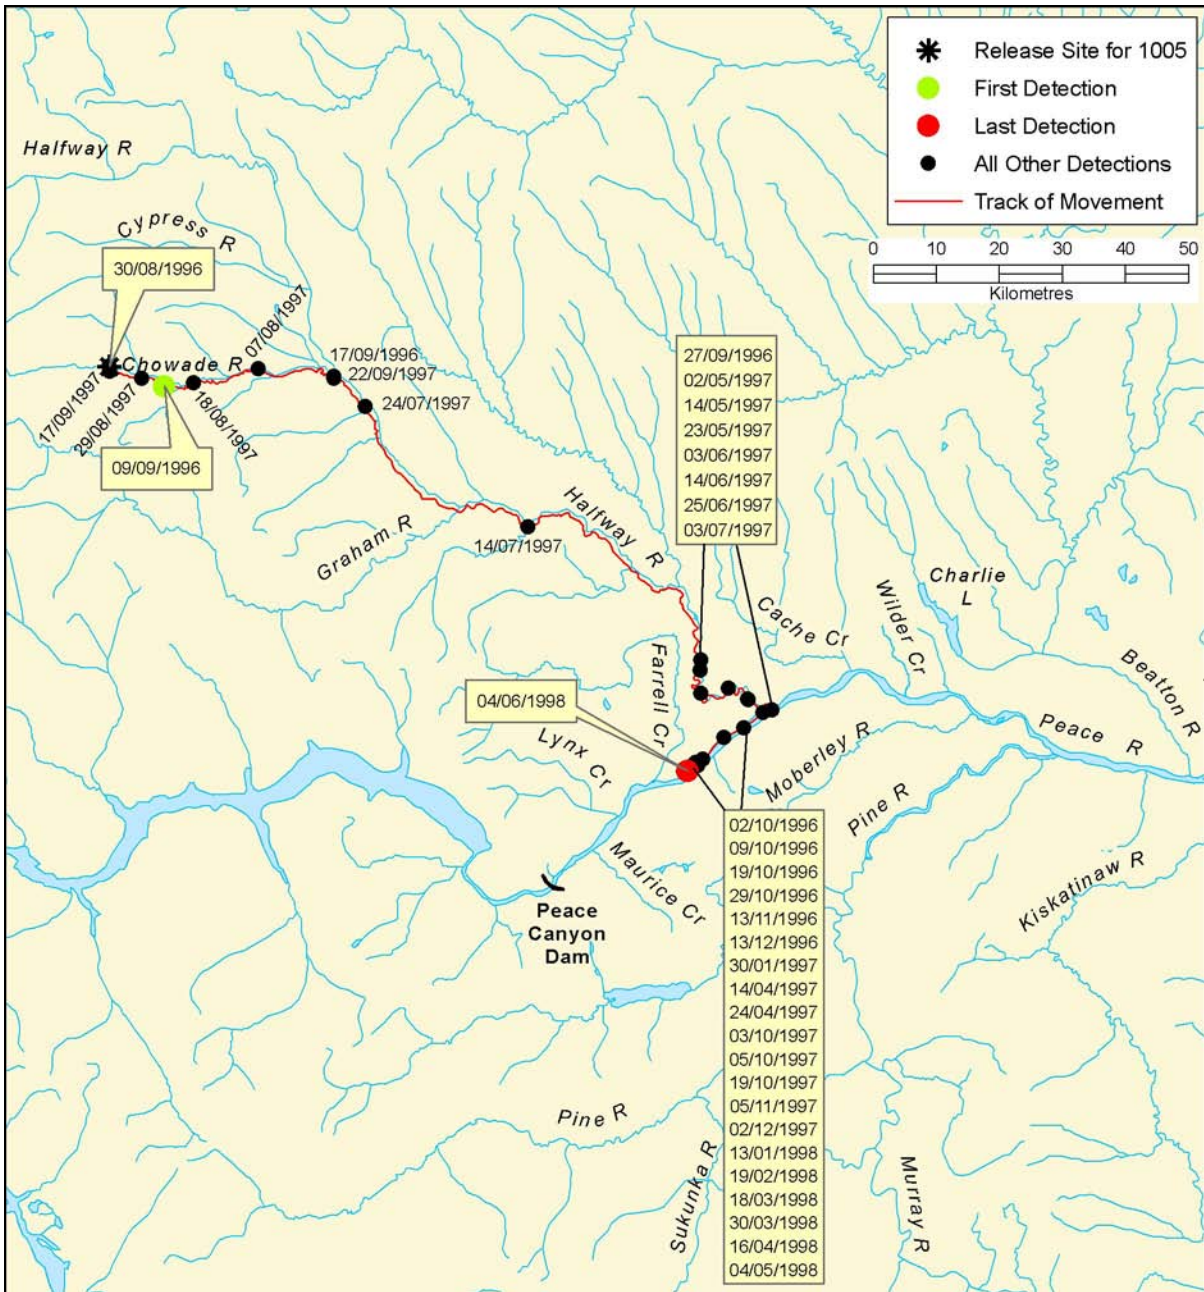 Release Site for 1005
First Detection
Last Detection
All Other Detections
Track of Movement
0 10 20 30 40 50
Kilometres
Halfway R
Cypress R
30/08/1996
Chowade R
07/08/1997
17/09/1996
22/09/1997
24/07/1997
17/09/1997
29/08/1997
18/08/1997
09/09/1996
27/09/1996
02/05/1997
14/05/1997
23/05/1997
03/06/1997
14/06/1997
25/06/1997
03/07/1997
Halfway R
Graham R
14/07/1997
Charlie
L
Cache Cr
Wilder Cr
Beatton R
Farrell Cr
04/06/1998
Lynx Cr
Peace R
Moberley R
Pine R
Maurice Cr
Kiskatinaw R
Peace
Canyon
Dam
02/10/1996
09/10/1996
19/10/1996
29/10/1996
13/11/1996
13/12/1996
30/01/1997
14/04/1997
24/04/1997
03/10/1997
05/10/1997
19/10/1997
05/11/1997
02/12/1997
13/01/1998
19/02/1998
18/03/1998
30/03/1998
16/04/1998
04/05/1998
Pine R
Sukunka R
Murray R